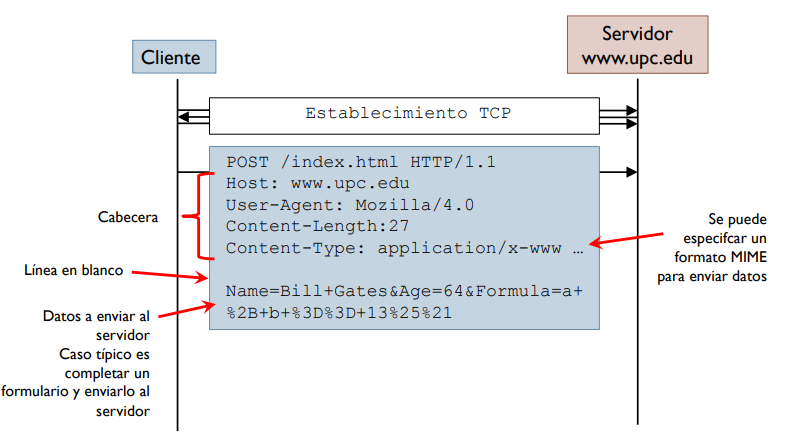 Cliente
Servidor
www.upc.edu
Establecimiento TCP
POST /index.html HTTP/1.1
Host: www.upc.edu
User-Agent: Mozilla/4.0
Content-Length:27
Content-Type: application/x-www …
Name=Bill+Gates&Age=64&Formula=a+
%2B+b+%3D%3D+13%25%21
Cabecera
Línea en blanco
Datos a enviar al
servidor
Caso típico es
completar un
formulario y enviarlo al
servidor
Se puede
especifcar un
formato MIME
para enviar datos